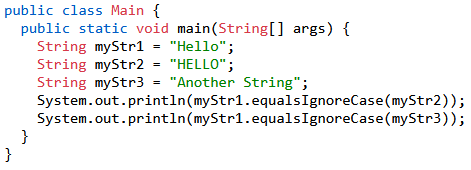 public class Main {
  public static void main(String[] args) {
    String myStr1 = "Hello";
    String myStr2 = "HELLO";
    String myStr3 = "Another String";
    System.out.println(myStr1.equalsIgnoreCase(myStr2));
    System.out.println(myStr1.equalsIgnoreCase(myStr3));
  }
}